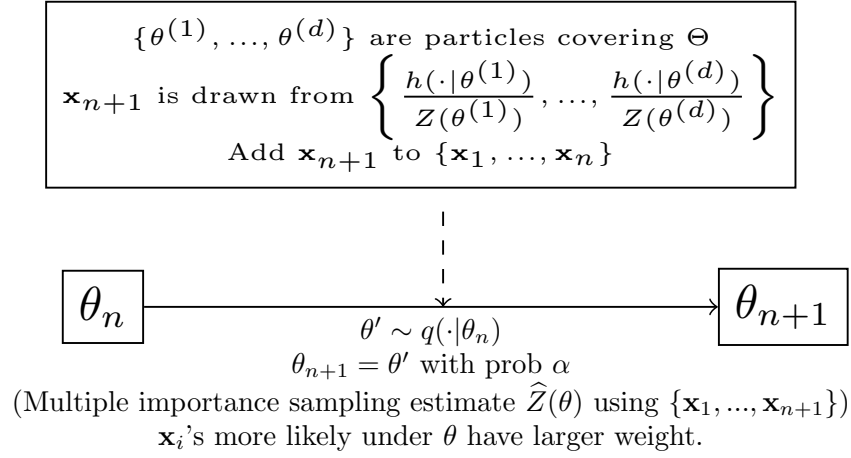 {θ^(1), ..., θ^(d)} are particles covering Θ
𝐱_{n+1} is drawn from { h(·|θ^(1)) / Z(θ^(1)), ..., h(·|θ^(d)) / Z(θ^(d)) }
Add 𝐱_{n+1} to {𝐱_1, ..., 𝐱_n}
θ_n
θ_{n+1}
θ′ ∼ q(·|θ_n)
θ_{n+1} = θ′ with prob α
(Multiple importance sampling estimate Ẑ(θ) using {𝐱_1, ..., 𝐱_{n+1}})
𝐱_i's more likely under θ have larger weight.